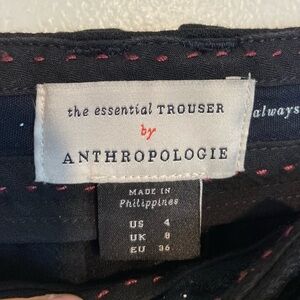 the essential TROUSER
by
ANTHROPOLOGIE
always
MADE IN
Philippines
US 4
UK 8
EU 36